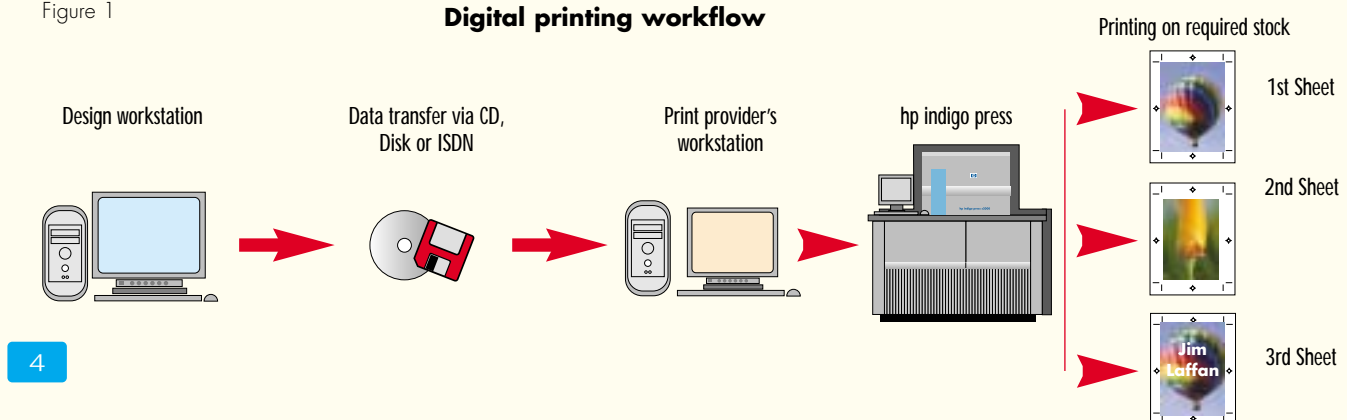 Figure 1
Digital printing workflow
Printing on required stock
Design workstation
Data transfer via CD,
Disk or ISDN
Print provider's
workstation
hp indigo press
1st Sheet
2nd Sheet
Jim
Laffan
3rd Sheet
4